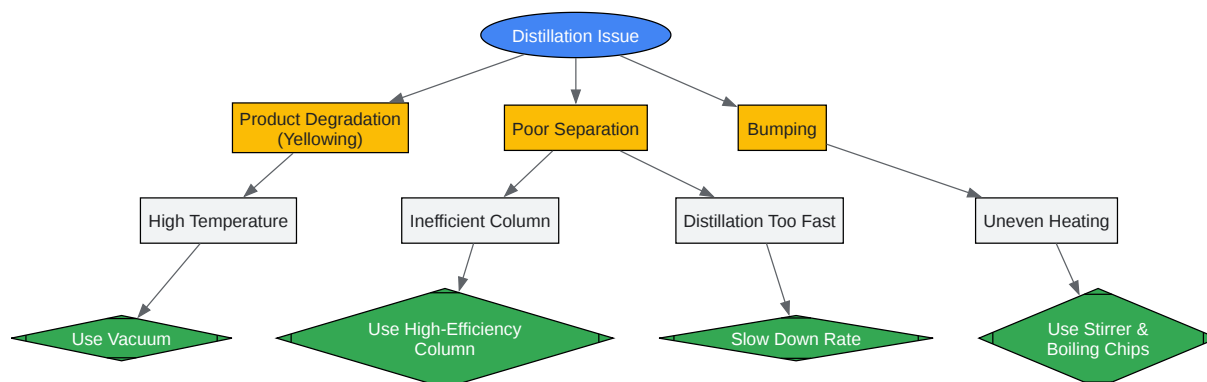 Distillation Issue
Product Degradation
(Yellowing)
Poor Separation
Bumping
High Temperature
Inefficient Column
Distillation Too Fast
Uneven Heating
Use Vacuum
Use High-Efficiency
Column
Slow Down Rate
Use Stirrer &
Boiling Chips